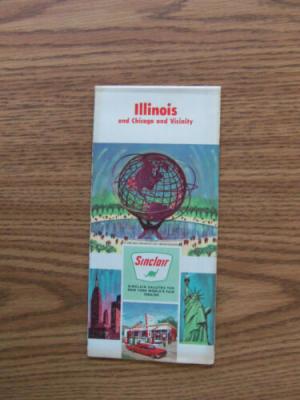 Illinois
and Chicago and Vicinity
Sinclair
SINCLAIR SALUTES THE
NEW YORK WORLD'S FAIR